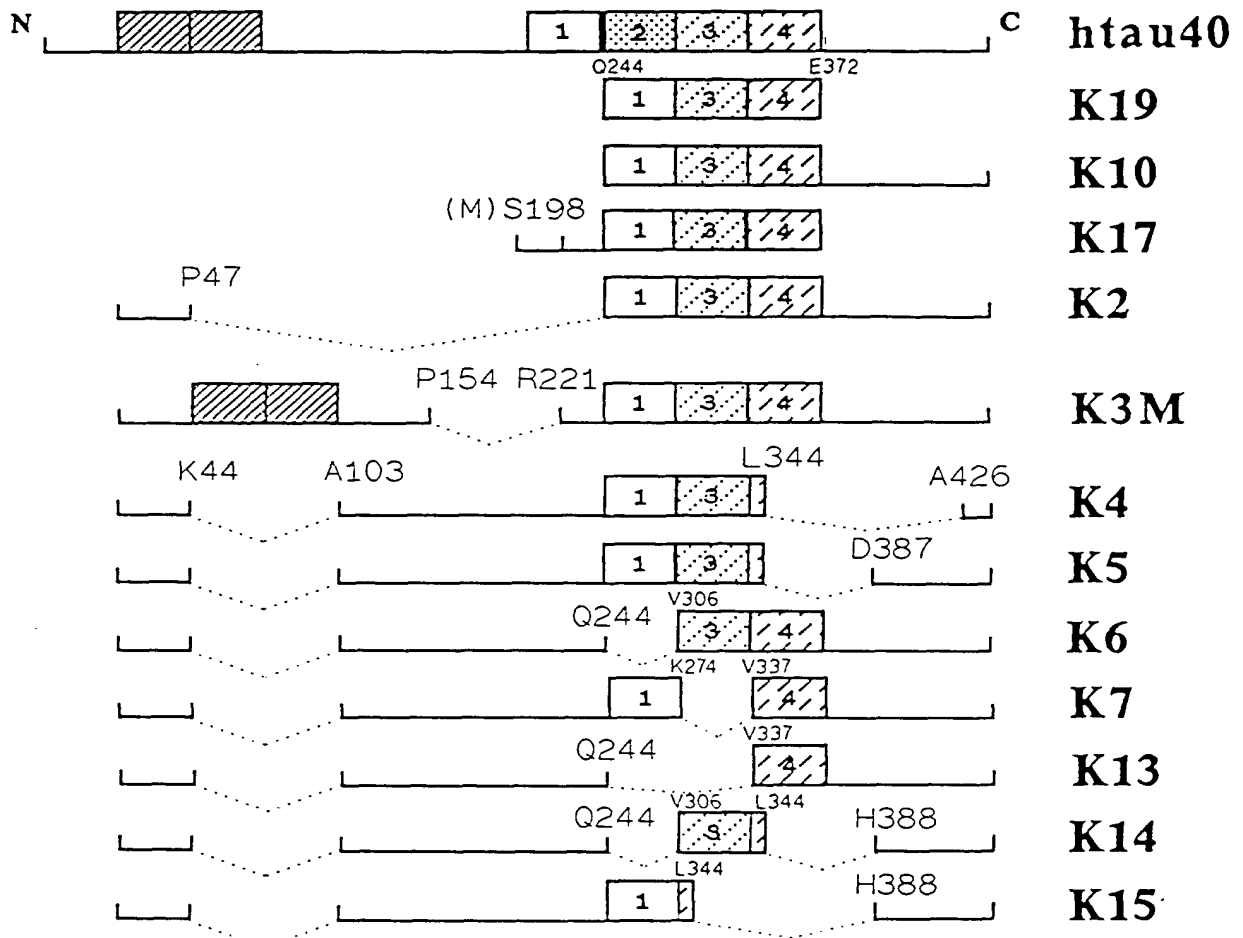 N 1 2 3 4 C htau40
Q244 E372
1 3 4 K19
1 3 4 K10
(M)S198
1 3 4 K17
P47
1 3 4 K2
P154 R221
1 3 4 K3M
L344
K44 A103 A426
1 3 K4
D387
1 3 K5
V306
Q244
3 4 K6
K274 V337
1 4 K7
V337
Q244
4 K13
V306 L344
Q244 H388
3 K14
L344
H388
1 K15